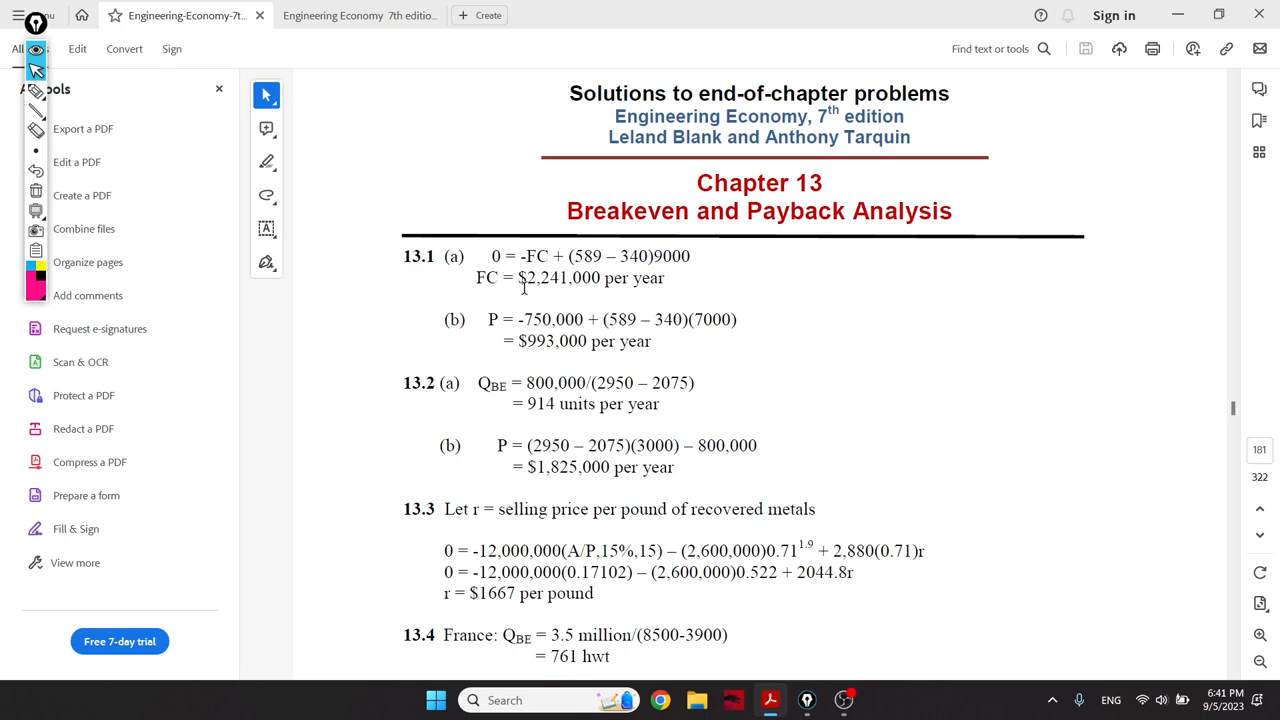 Engineering-Economy-7t...
Engineering Economy 7th editio...
Create
Sign in
Edit
Convert
Sign
Find text or tools
Export a PDF
Edit a PDF
Create a PDF
Combine files
Organize pages
Add comments
Request e-signatures
Scan & OCR
Protect a PDF
Redact a PDF
Compress a PDF
Prepare a form
Fill & Sign
View more
Free 7-day trial
Solutions to end-of-chapter problems
Engineering Economy, 7th edition
Leland Blank and Anthony Tarquin
Chapter 13
Breakeven and Payback Analysis
13.1 (a) 0 = -FC + (589 – 340)9000
FC = $2,241,000 per year
(b) P = -750,000 + (589 – 340)(7000)
= $993,000 per year
13.2 (a) QBE = 800,000/(2950 – 2075)
= 914 units per year
(b) P = (2950 – 2075)(3000) – 800,000
= $1,825,000 per year
13.3 Let r = selling price per pound of recovered metals
0 = -12,000,000(A/P,15%,15) – (2,600,000)0.71^1.9 + 2,880(0.71)r
0 = -12,000,000(0.17102) – (2,600,000)0.522 + 2044.8r
r = $1667 per pound
13.4 France: QBE = 3.5 million/(8500-3900)
= 761 hwt
181
322
Search
ENG
6:41 PM
9/5/2023